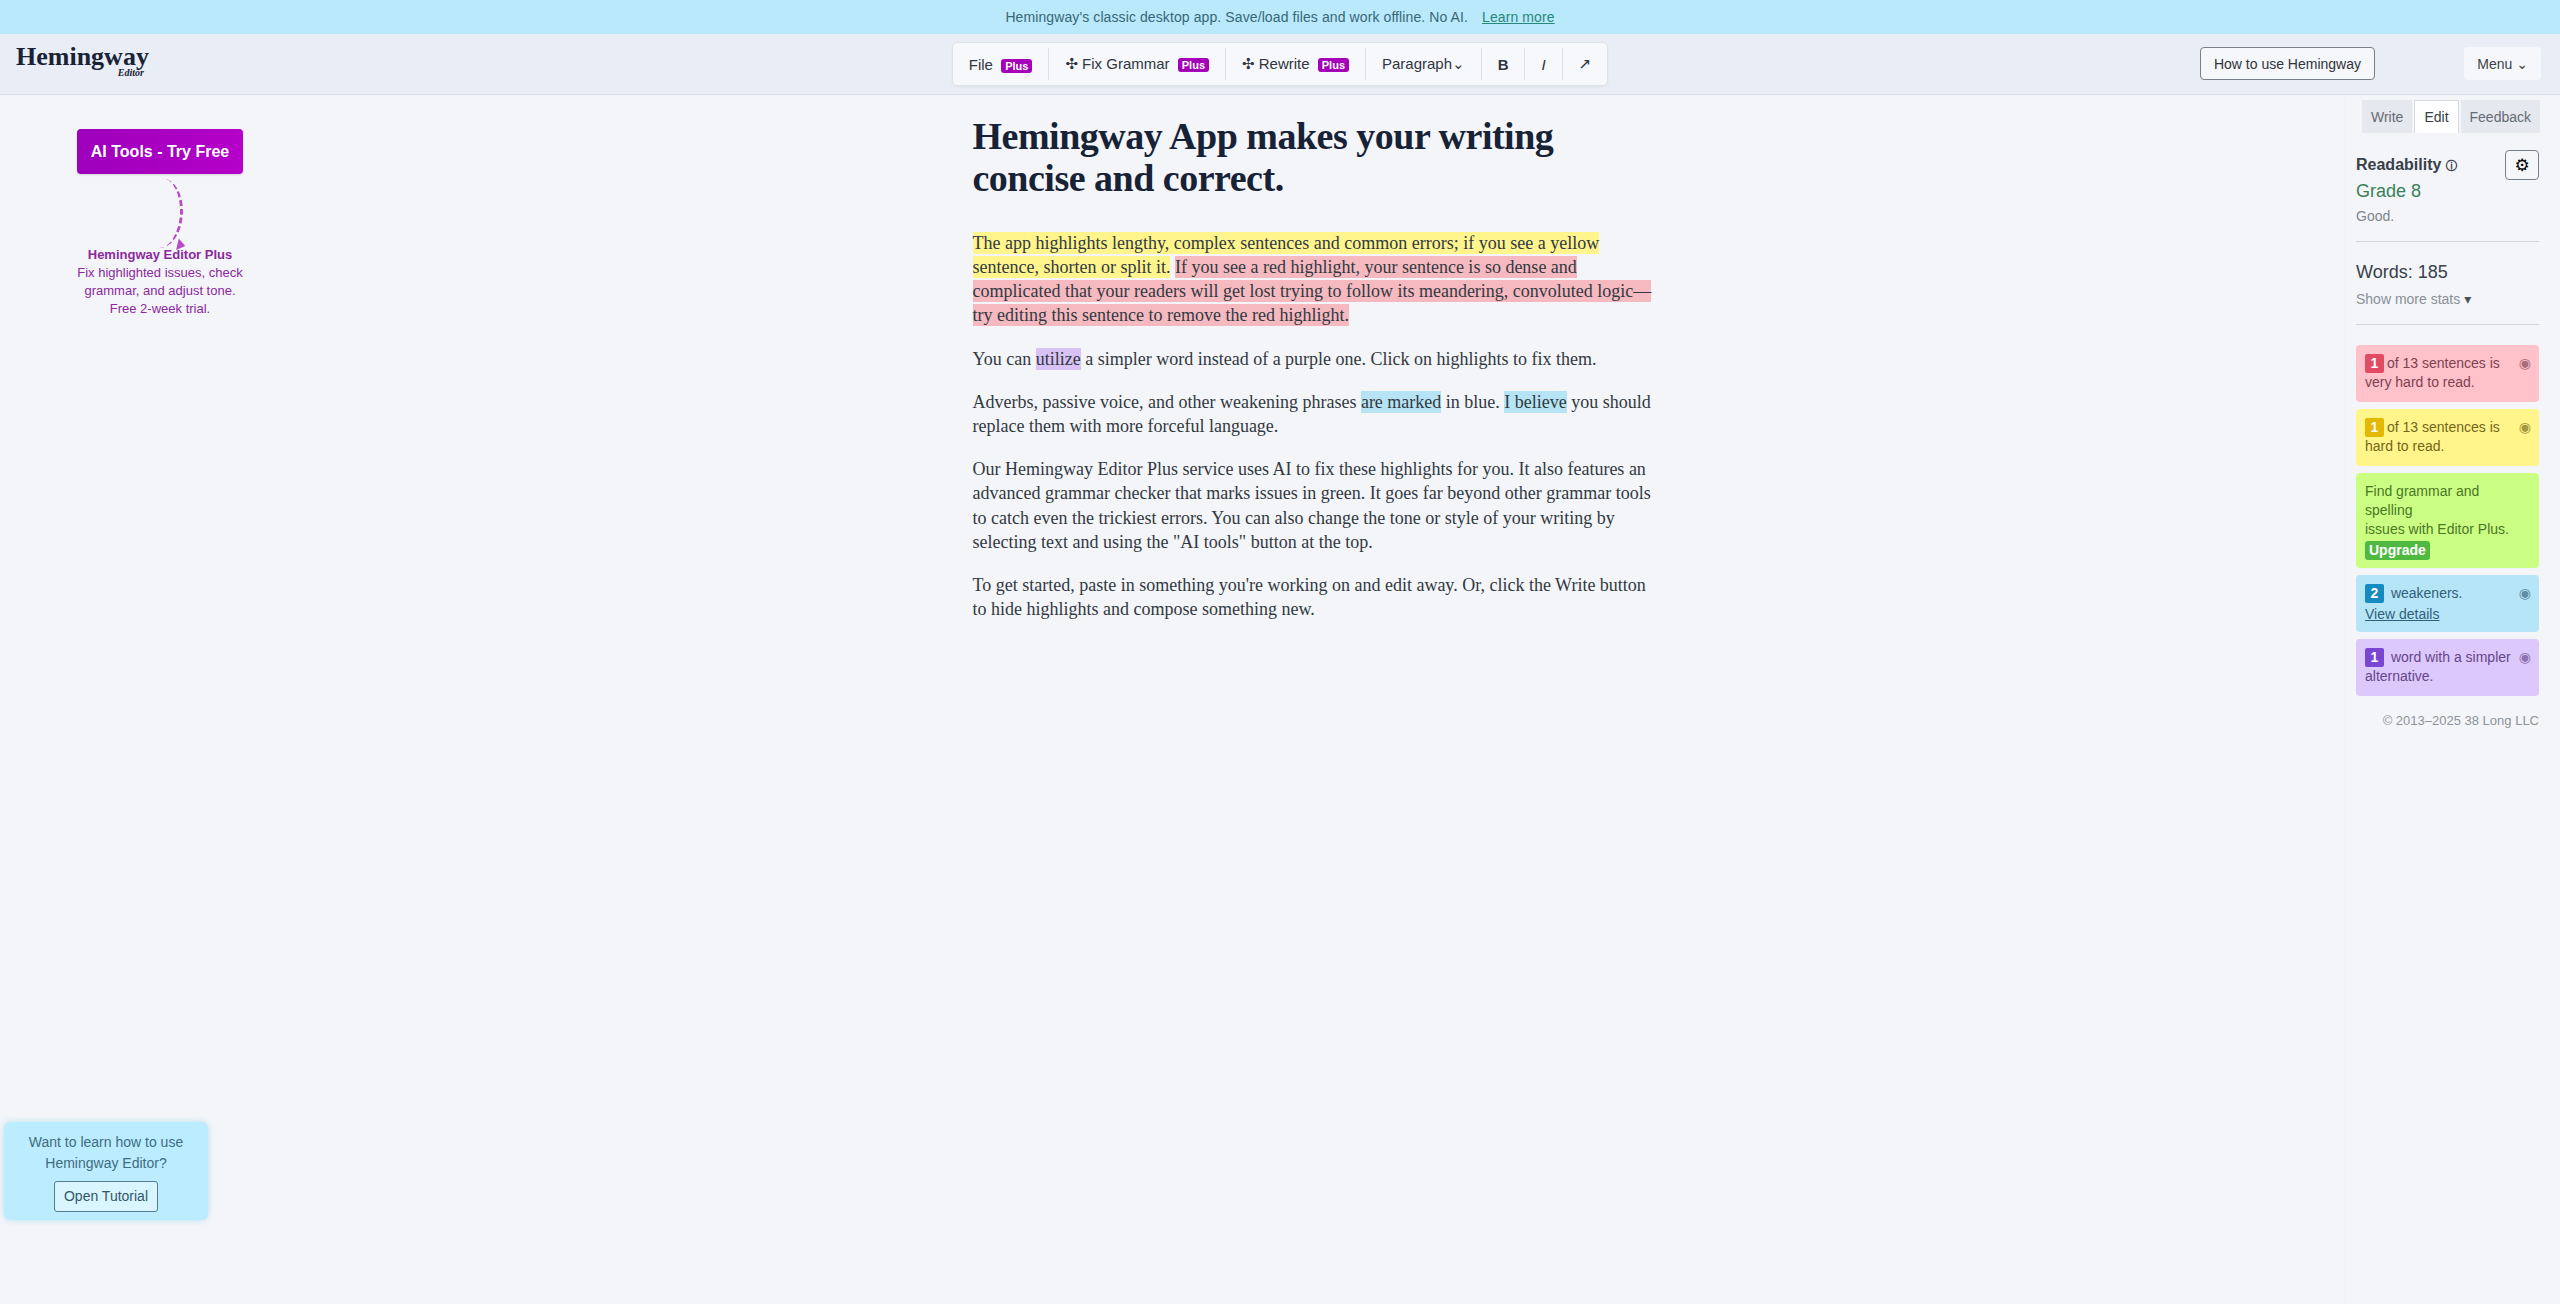 Hemingway's classic desktop app. Save/load files and work offline. No AI. Learn more
Hemingway
Editor
File Plus
Fix Grammar Plus
Rewrite Plus
Paragraph
B
I
How to use Hemingway
Menu
AI Tools - Try Free
Hemingway Editor Plus
Fix highlighted issues, check
grammar, and adjust tone.
Free 2-week trial.
Hemingway App makes your writing
concise and correct.
The app highlights lengthy, complex sentences and common errors; if you see a yellow
sentence, shorten or split it. If you see a red highlight, your sentence is so dense and
complicated that your readers will get lost trying to follow its meandering, convoluted logic—
try editing this sentence to remove the red highlight.
You can utilize a simpler word instead of a purple one. Click on highlights to fix them.
Adverbs, passive voice, and other weakening phrases are marked in blue. I believe you should
replace them with more forceful language.
Our Hemingway Editor Plus service uses AI to fix these highlights for you. It also features an
advanced grammar checker that marks issues in green. It goes far beyond other grammar tools
to catch even the trickiest errors. You can also change the tone or style of your writing by
selecting text and using the "AI tools" button at the top.
To get started, paste in something you're working on and edit away. Or, click the Write button
to hide highlights and compose something new.
Write
Edit
Feedback
Readability
Grade 8
Good.
Words: 185
Show more stats
1 of 13 sentences is
very hard to read.
1 of 13 sentences is
hard to read.
Find grammar and
spelling
issues with Editor Plus.
Upgrade
2 weakeners.
View details
1 word with a simpler
alternative.
© 2013–2025 38 Long LLC
Want to learn how to use
Hemingway Editor?
Open Tutorial